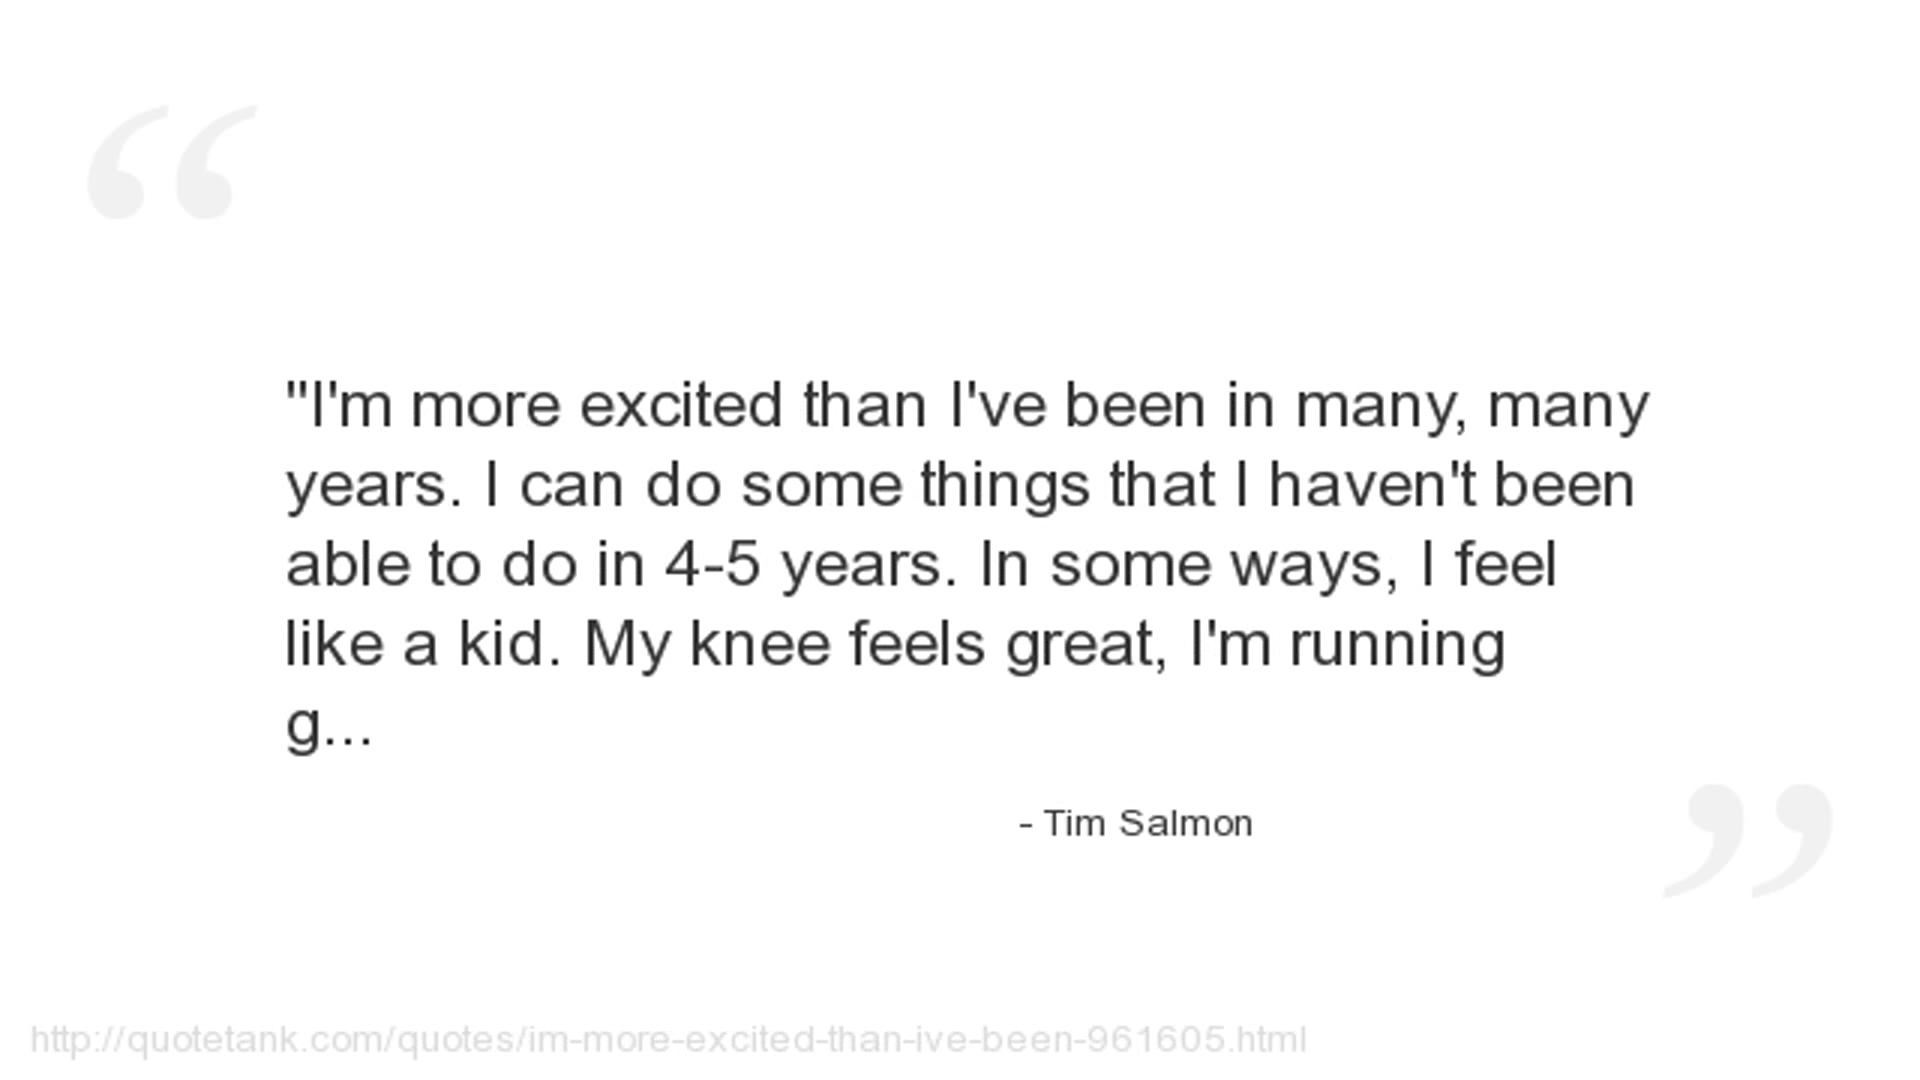 "I'm more excited than I've been in many, many
years. I can do some things that I haven't been
able to do in 4-5 years. In some ways, I feel
like a kid. My knee feels great, I'm running
g...
- Tim Salmon
http://quotetank.com/quotes/im-more-excited-than-ive-been-961605.html